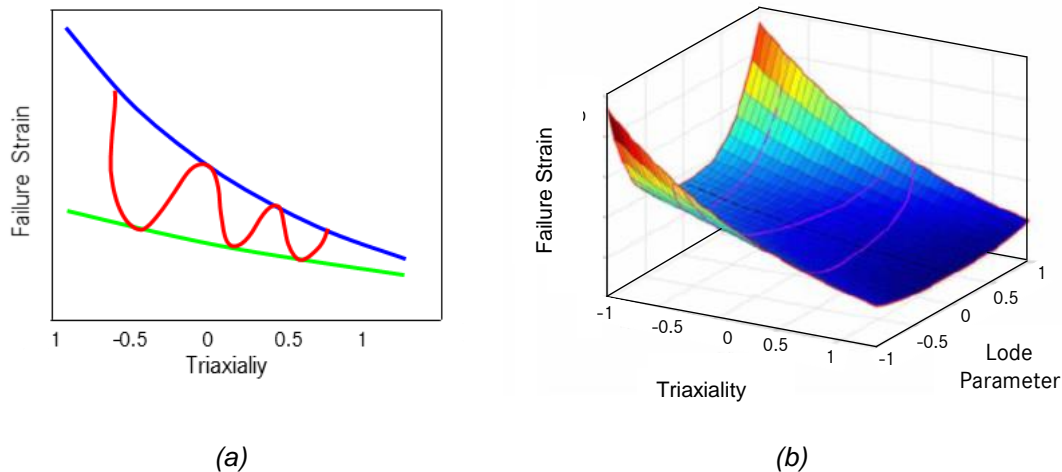 Failure Strain
1 -0.5 0 0.5 1
Triaxialiy
(a)
Failure Strain
-1 -0.5 0 0.5 1
Triaxiality
-1 -0.5 0 0.5 1
Lode
Parameter
(b)